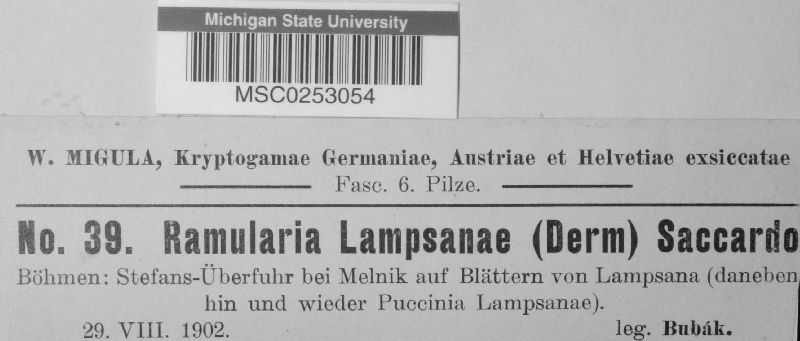 Michigan State University
MSC0253054
W. MIGULA, Kryptogamae Germaniae, Austriae et Helvetiae exsiccatae
Fasc. 6. Pilze.
No. 39. Ramularia Lampsanae (Derm) Saccardo
Böhmen: Stefans-Überfuhr bei Melnik auf Blättern von Lampsana (daneben
hin und wieder Puccinia Lampsanae).
29. VIII. 1902. leg. Bubák.